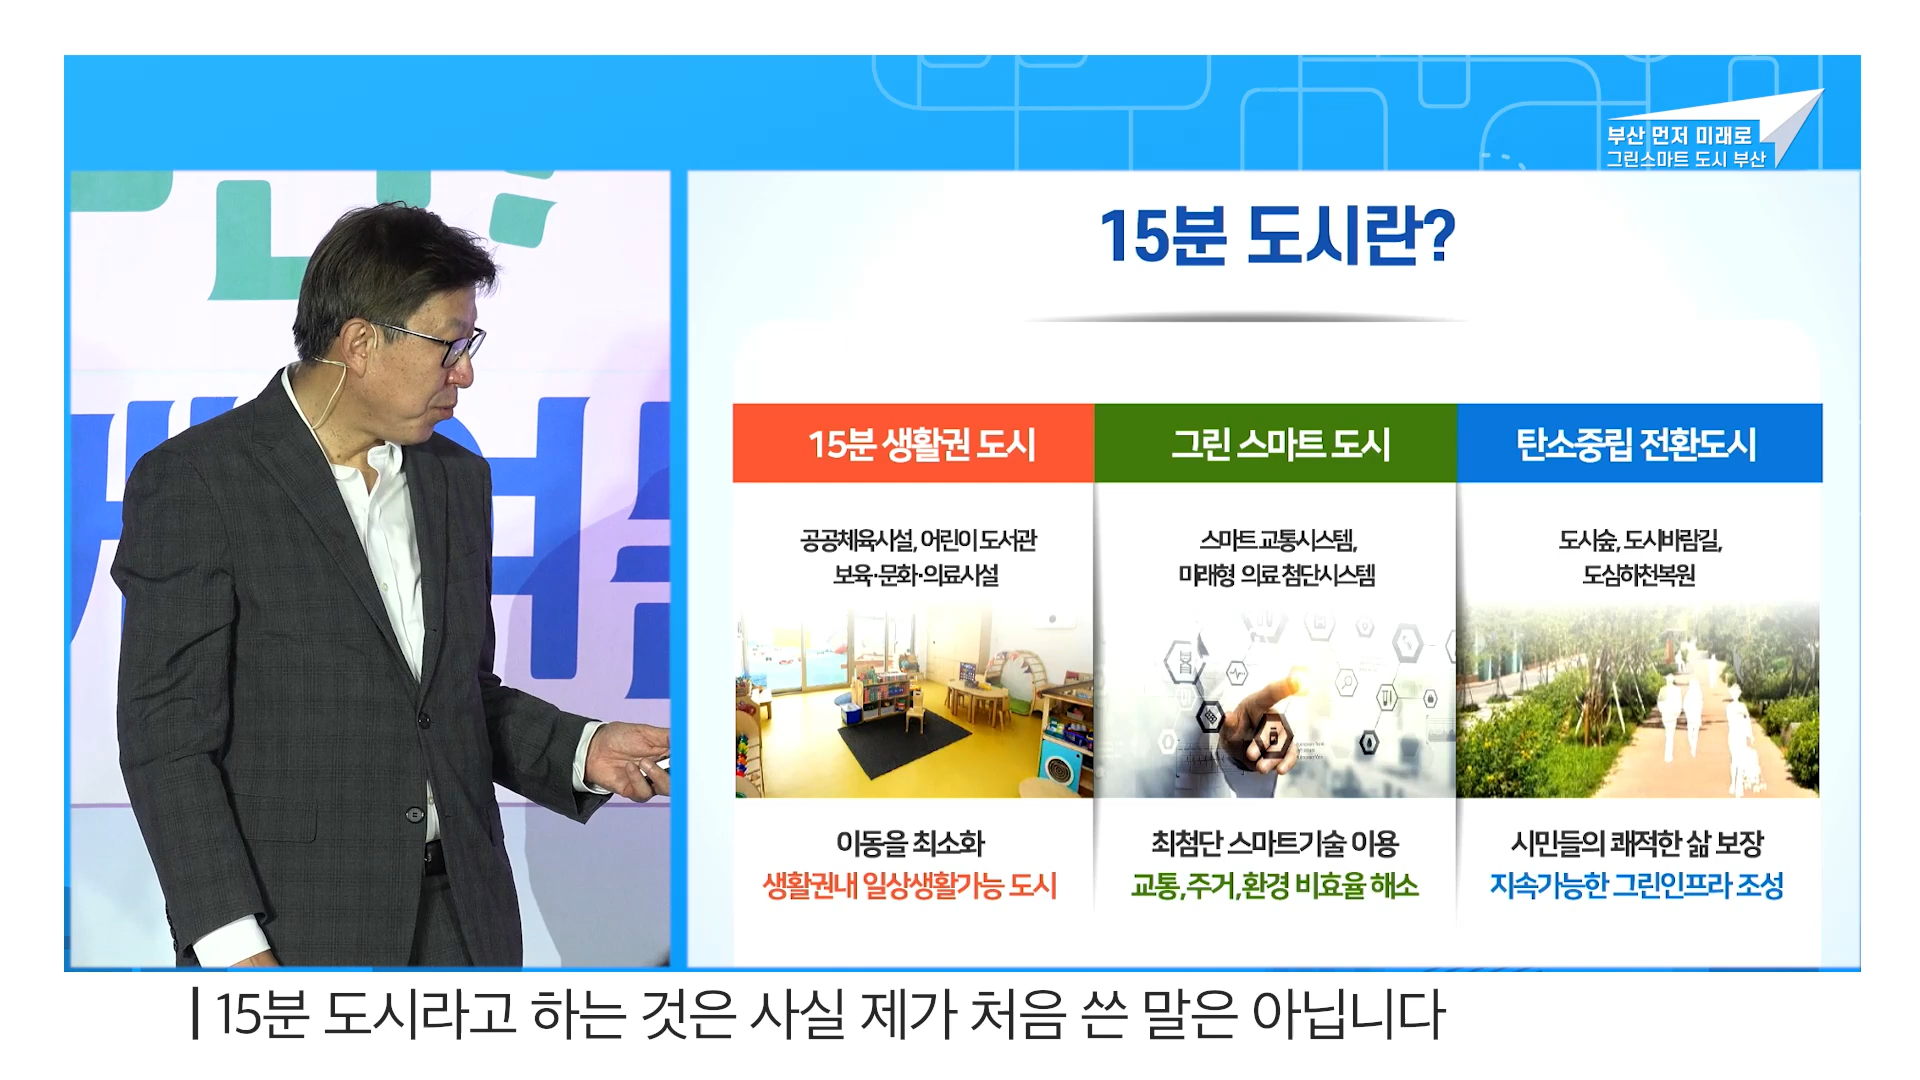 부산 먼저 미래로
그린스마트 도시 부산
15분 도시란?
15분 생활권 도시
공공체육시설, 어린이 도서관
보육·문화·의료시설
이동을 최소화
생활권내 일상생활가능 도시
그린 스마트 도시
스마트 교통시스템,
미래형 의료 첨단시스템
최첨단 스마트기술 이용
교통,주거,환경 비효율 해소
탄소중립 전환도시
도시숲, 도시바람길,
도심하천복원
시민들의 쾌적한 삶 보장
지속가능한 그린인프라 조성
15분 도시라고 하는 것은 사실 제가 처음 쓴 말은 아닙니다